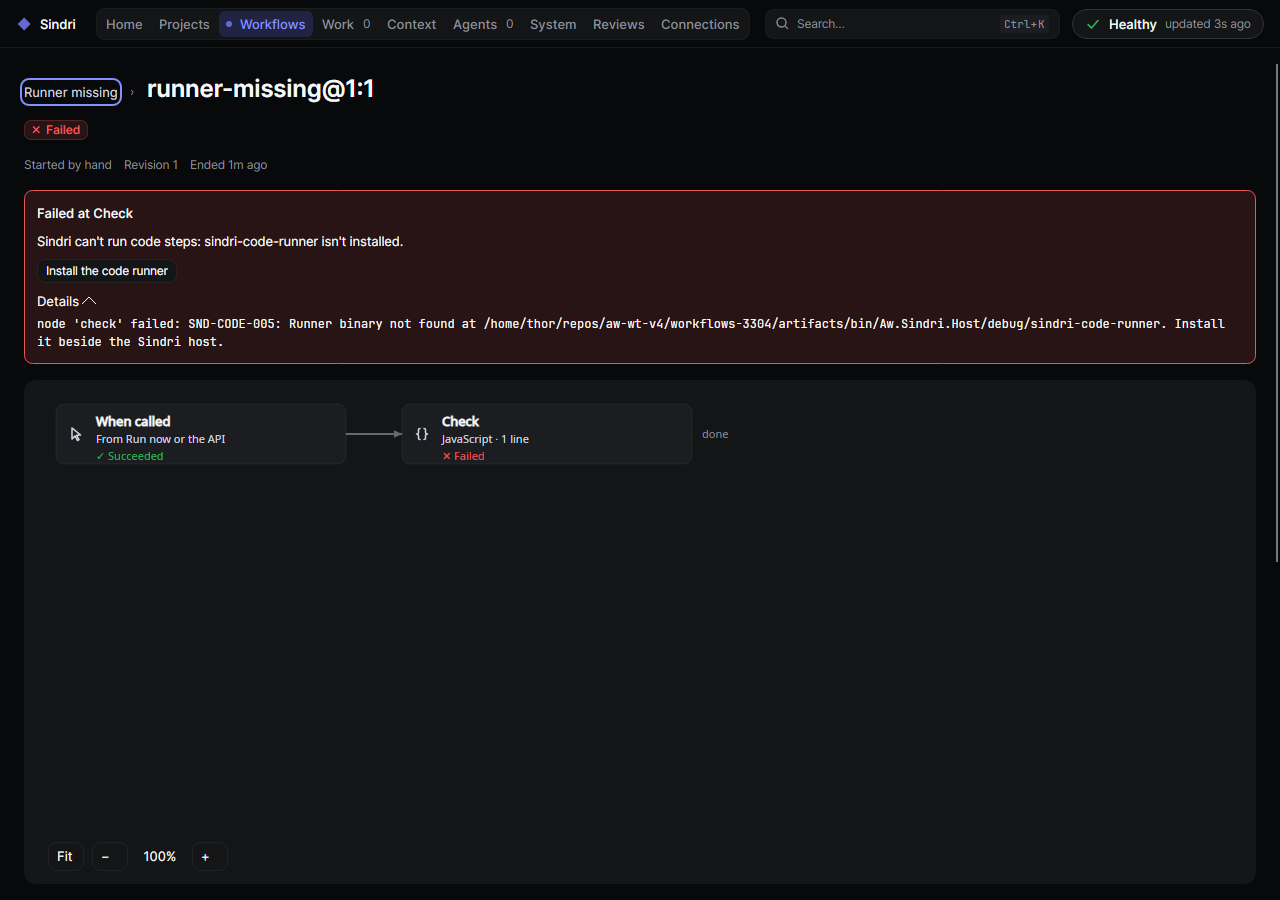 Sindri
Home Projects Workflows Work 0 Context Agents 0 System Reviews Connections
Search... Ctrl+K
Healthy updated 3s ago
Runner missing › runner-missing@1:1
✕ Failed
Started by hand Revision 1 Ended 1m ago
Failed at Check
Sindri can't run code steps: sindri-code-runner isn't installed.
Install the code runner
Details
node 'check' failed: SND-CODE-005: Runner binary not found at /home/thor/repos/aw-wt-v4/workflows-3304/artifacts/bin/Aw.Sindri.Host/debug/sindri-code-runner. Install
it beside the Sindri host.
When called
From Run now or the API
✓ Succeeded
{} Check
JavaScript · 1 line
✕ Failed
done
Fit − 100% +